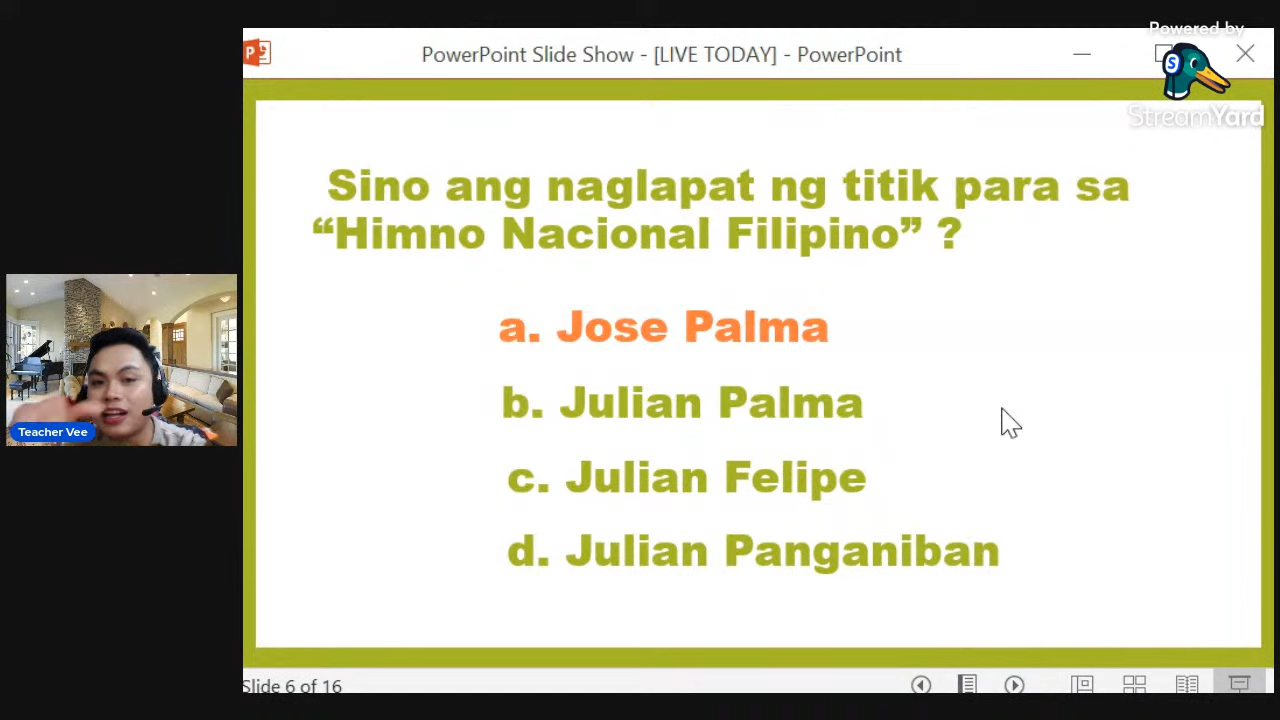 Powered by
StreamYard
PowerPoint Slide Show - [LIVE TODAY] - PowerPoint
Sino ang naglapat ng titik para sa
“Himno Nacional Filipino” ?
a. Jose Palma
b. Julian Palma
c. Julian Felipe
d. Julian Panganiban
Teacher Vee
Slide 6 of 16